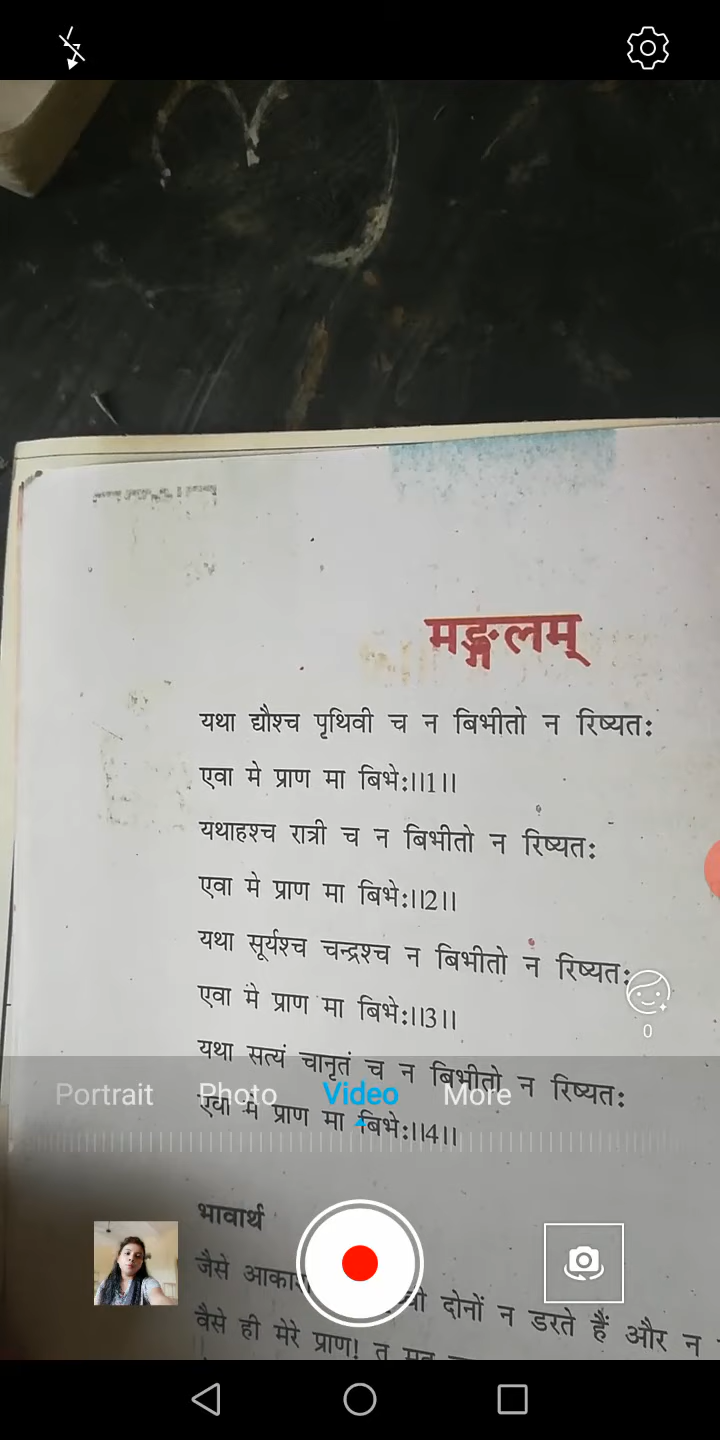 मङ्गलम्
यथा द्यौश्च पृथिवी च न बिभीतो न रिष्यतः
एवा मे प्राण मा बिभेः।।1।।
यथाहश्च रात्री च न बिभीतो न रिष्यतः
एवा मे प्राण मा बिभेः।।2।।
यथा सूर्यश्च चन्द्रश्च न बिभीतो न रिष्यतः
एवा मे प्राण मा बिभेः।।3।।
0
यथा सत्यं चानृतं च न बिभीतो न रिष्यतः
Portrait Photo Video More
एवा मे प्राण मा बिभेः।।4।।
भावार्थ
जैसे दोनों न डरते हैं और न
वैसे ही मेरे प्राण!